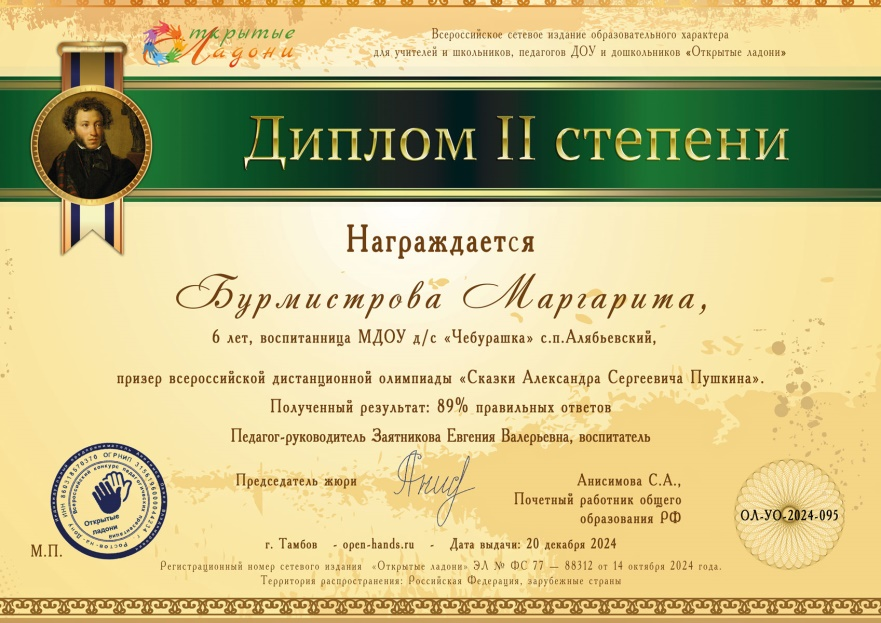 Открытые
Ладони
Всероссийское сетевое издание образовательного характера
для учителей и школьников, педагогов ДОУ и дошкольников «Открытые ладони»
Диплом II степени
Награждается
Бурмистрова Маргарита,
6 лет, воспитанница МДОУ д/с «Чебурашка» с.п.Алябьевский,
призер всероссийской дистанционной олимпиады «Сказки Александра Сергеевича Пушкина».
Полученный результат: 89% правильных ответов
Педагог-руководитель Заятникова Евгения Валерьевна, воспитатель
Председатель жюри
Анисимова С.А.,
Почетный работник общего
образования РФ
ОЛ-УО-2024-095
Открытые
ладони
М.П.
г. Тамбов - open-hands.ru - Дата выдачи: 20 декабря 2024
Регистрационный номер сетевого издания «Открытые ладони» ЭЛ № ФС 77 — 88312 от 14 октября 2024 года.
Территория распространения: Российская Федерация, зарубежные страны